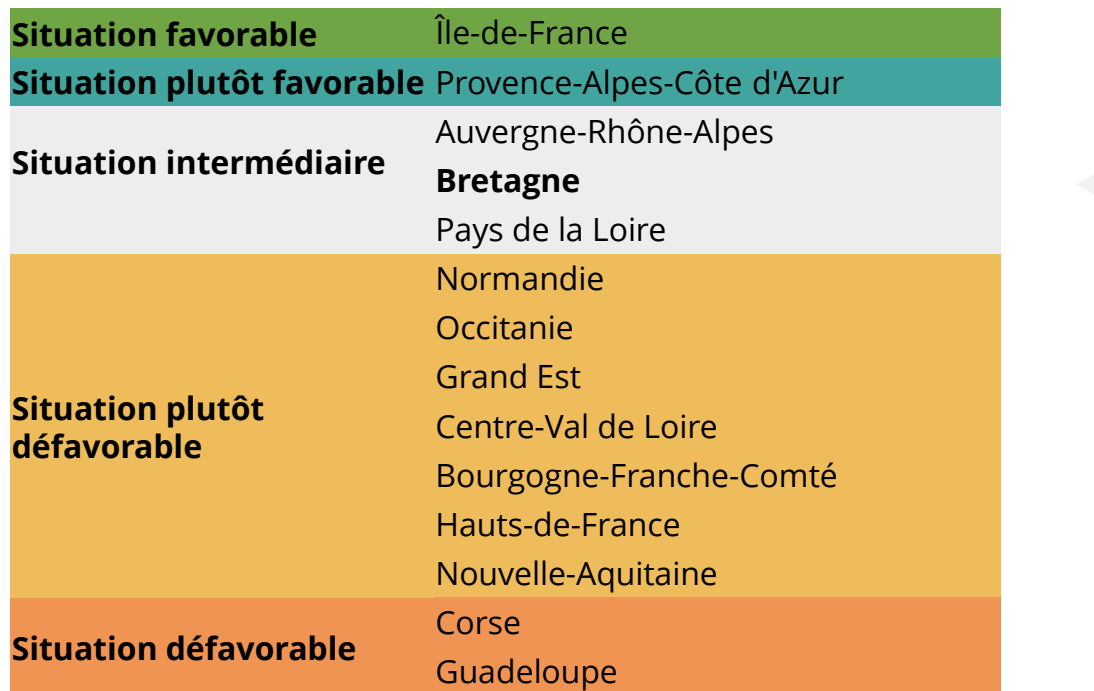 Situation favorable Île-de-France
Situation plutôt favorable Provence-Alpes-Côte d'Azur
Situation intermédiaire
Auvergne-Rhône-Alpes
Bretagne
Pays de la Loire
Situation plutôt
défavorable
Normandie
Occitanie
Grand Est
Centre-Val de Loire
Bourgogne-Franche-Comté
Hauts-de-France
Nouvelle-Aquitaine
Situation défavorable
Corse
Guadeloupe